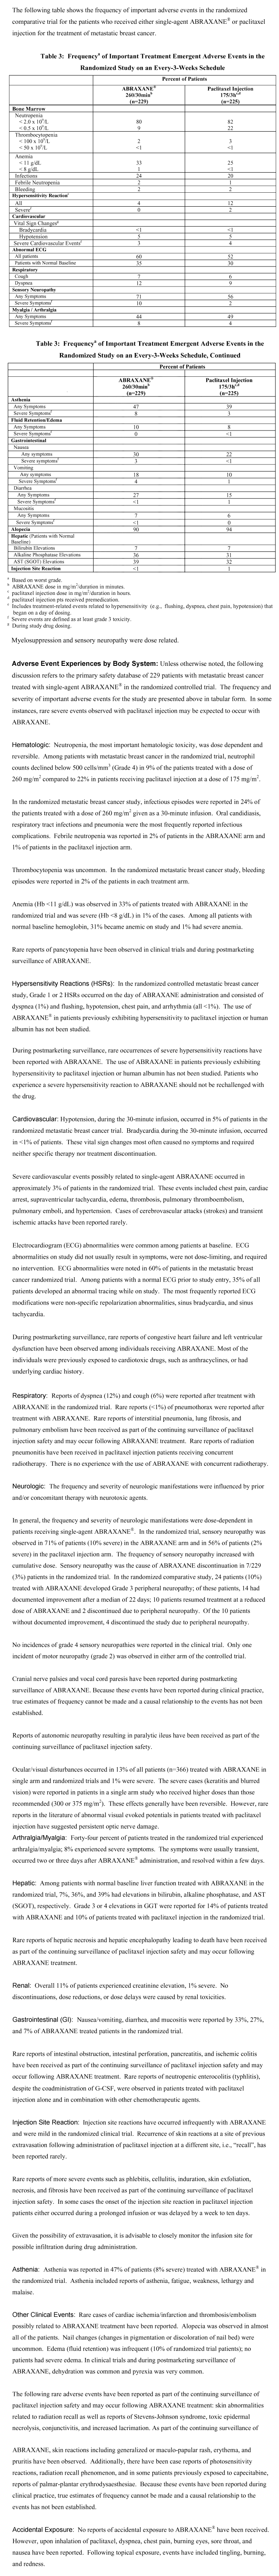 The following table shows the frequency of important adverse events in the randomized
comparative trial for the patients who received either single-agent ABRAXANE® or paclitaxel
injection for the treatment of metastatic breast cancer.
Table 3: Frequencyᵃ of Important Treatment Emergent Adverse Events in the
Randomized Study on an Every-3-Weeks Schedule
Percent of Patients
ABRAXANE® 260/30minᵇ (n=229) Paclitaxel Injection 175/3hᶜ,ᵈ (n=225)
Bone Marrow
Neutropenia
< 2.0 x 10⁹/L 80 82
< 0.5 x 10⁹/L 9 22
Thrombocytopenia
< 100 x 10⁹/L 2 3
< 50 x 10⁹/L <1 <1
Anemia
< 11 g/dL 33 25
< 8 g/dL 1 <1
Infections 24 20
Febrile Neutropenia 2 1
Bleeding 2 2
Hypersensitivity Reactionᵉ
All 4 12
Severeᶠ 0 2
Cardiovascular
Vital Sign Changesᵍ
Bradycardia <1 <1
Hypotension 5 5
Severe Cardiovascular Eventsᶠ 3 4
Abnormal ECG
All patients 60 52
Patients with Normal Baseline 35 30
Respiratory
Cough 7 6
Dyspnea 12 9
Sensory Neuropathy
Any Symptoms 71 56
Severe Symptomsᶠ 10 2
Myalgia / Arthralgia
Any Symptoms 44 49
Severe Symptomsᶠ 8 4
Table 3: Frequencyᵃ of Important Treatment Emergent Adverse Events in the
Randomized Study on an Every-3-Weeks Schedule, Continued
Percent of Patients
ABRAXANE® 260/30minᵇ (n=229) Paclitaxel Injection 175/3hᶜ,ᵈ (n=225)
Asthenia
Any Symptoms 47 39
Severe Symptomsᶠ 8 3
Fluid Retention/Edema
Any Symptoms 10 8
Severe Symptomsᶠ 0 <1
Gastrointestinal
Nausea
Any symptoms 30 22
Severe symptomsᶠ 3 <1
Vomiting
Any symptoms 18 10
Severe Symptomsᶠ 4 1
Diarrhea
Any Symptoms 27 15
Severe Symptomsᶠ <1 1
Mucositis
Any Symptoms 7 6
Severe Symptomsᶠ <1 0
Alopecia 90 94
Hepatic (Patients with Normal
Baseline)
Bilirubin Elevations 7 7
Alkaline Phosphatase Elevations 36 31
AST (SGOT) Elevations 39 32
Injection Site Reaction <1 1
ᵃ Based on worst grade.
ᵇ ABRAXANE dose in mg/m²/duration in minutes.
ᶜ paclitaxel injection dose in mg/m²/duration in hours.
ᵈ paclitaxel injection pts received premedication.
ᵉ Includes treatment-related events related to hypersensitivity (e.g., flushing, dyspnea, chest pain, hypotension) that
began on a day of dosing.
ᶠ Severe events are defined as at least grade 3 toxicity.
ᵍ During study drug dosing.
Myelosuppression and sensory neuropathy were dose related.
Adverse Event Experiences by Body System: Unless otherwise noted, the following
discussion refers to the primary safety database of 229 patients with metastatic breast cancer
treated with single-agent ABRAXANE® in the randomized controlled trial. The frequency and
severity of important adverse events for the study are presented above in tabular form. In some
instances, rare severe events observed with paclitaxel injection may be expected to occur with
ABRAXANE.
Hematologic: Neutropenia, the most important hematologic toxicity, was dose dependent and
reversible. Among patients with metastatic breast cancer in the randomized trial, neutrophil
counts declined below 500 cells/mm³ (Grade 4) in 9% of the patients treated with a dose of
260 mg/m² compared to 22% in patients receiving paclitaxel injection at a dose of 175 mg/m².
In the randomized metastatic breast cancer study, infectious episodes were reported in 24% of
the patients treated with a dose of 260 mg/m² given as a 30-minute infusion. Oral candidiasis,
respiratory tract infections and pneumonia were the most frequently reported infectious
complications. Febrile neutropenia was reported in 2% of patients in the ABRAXANE arm and
1% of patients in the paclitaxel injection arm.
Thrombocytopenia was uncommon. In the randomized metastatic breast cancer study, bleeding
episodes were reported in 2% of the patients in each treatment arm.
Anemia (Hb <11 g/dL) was observed in 33% of patients treated with ABRAXANE in the
randomized trial and was severe (Hb <8 g/dL) in 1% of the cases. Among all patients with
normal baseline hemoglobin, 31% became anemic on study and 1% had severe anemia.
Rare reports of pancytopenia have been observed in clinical trials and during postmarketing
surveillance of ABRAXANE.
Hypersensitivity Reactions (HSRs): In the randomized controlled metastatic breast cancer
study, Grade 1 or 2 HSRs occurred on the day of ABRAXANE administration and consisted of
dyspnea (1%) and flushing, hypotension, chest pain, and arrhythmia (all <1%). The use of
ABRAXANE® in patients previously exhibiting hypersensitivity to paclitaxel injection or human
albumin has not been studied.
During postmarketing surveillance, rare occurrences of severe hypersensitivity reactions have
been reported with ABRAXANE. The use of ABRAXANE in patients previously exhibiting
hypersensitivity to paclitaxel injection or human albumin has not been studied. Patients who
experience a severe hypersensitivity reaction to ABRAXANE should not be rechallenged with
the drug.
Cardiovascular: Hypotension, during the 30-minute infusion, occurred in 5% of patients in the
randomized metastatic breast cancer trial. Bradycardia during the 30-minute infusion, occurred
in <1% of patients. These vital sign changes most often caused no symptoms and required
neither specific therapy nor treatment discontinuation.
Severe cardiovascular events possibly related to single-agent ABRAXANE occurred in
approximately 3% of patients in the randomized trial. These events included chest pain, cardiac
arrest, supraventricular tachycardia, edema, thrombosis, pulmonary thromboembolism,
pulmonary emboli, and hypertension. Cases of cerebrovascular attacks (strokes) and transient
ischemic attacks have been reported rarely.
Electrocardiogram (ECG) abnormalities were common among patients at baseline. ECG
abnormalities on study did not usually result in symptoms, were not dose-limiting, and required
no intervention. ECG abnormalities were noted in 60% of patients in the metastatic breast
cancer randomized trial. Among patients with a normal ECG prior to study entry, 35% of all
patients developed an abnormal tracing while on study. The most frequently reported ECG
modifications were non-specific repolarization abnormalities, sinus bradycardia, and sinus
tachycardia.
During postmarketing surveillance, rare reports of congestive heart failure and left ventricular
dysfunction have been observed among individuals receiving ABRAXANE. Most of the
individuals were previously exposed to cardiotoxic drugs, such as anthracyclines, or had
underlying cardiac history.
Respiratory: Reports of dyspnea (12%) and cough (6%) were reported after treatment with
ABRAXANE in the randomized trial. Rare reports (<1%) of pneumothorax were reported after
treatment with ABRAXANE. Rare reports of interstitial pneumonia, lung fibrosis, and
pulmonary embolism have been received as part of the continuing surveillance of paclitaxel
injection safety and may occur following ABRAXANE treatment. Rare reports of radiation
pneumonitis have been received in paclitaxel injection patients receiving concurrent
radiotherapy. There is no experience with the use of ABRAXANE with concurrent radiotherapy.
Neurologic: The frequency and severity of neurologic manifestations were influenced by prior
and/or concomitant therapy with neurotoxic agents.
In general, the frequency and severity of neurologic manifestations were dose-dependent in
patients receiving single-agent ABRAXANE®. In the randomized trial, sensory neuropathy was
observed in 71% of patients (10% severe) in the ABRAXANE arm and in 56% of patients (2%
severe) in the paclitaxel injection arm. The frequency of sensory neuropathy increased with
cumulative dose. Sensory neuropathy was the cause of ABRAXANE discontinuation in 7/229
(3%) patients in the randomized trial. In the randomized comparative study, 24 patients (10%)
treated with ABRAXANE developed Grade 3 peripheral neuropathy; of these patients, 14 had
documented improvement after a median of 22 days; 10 patients resumed treatment at a reduced
dose of ABRAXANE and 2 discontinued due to peripheral neuropathy. Of the 10 patients
without documented improvement, 4 discontinued the study due to peripheral neuropathy.
No incidences of grade 4 sensory neuropathies were reported in the clinical trial. Only one
incident of motor neuropathy (grade 2) was observed in either arm of the controlled trial.
Cranial nerve palsies and vocal cord paresis have been reported during postmarketing
surveillance of ABRAXANE. Because these events have been reported during clinical practice,
true estimates of frequency cannot be made and a causal relationship to the events has not been
established.
Reports of autonomic neuropathy resulting in paralytic ileus have been received as part of the
continuing surveillance of paclitaxel injection safety.
Ocular/visual disturbances occurred in 13% of all patients (n=366) treated with ABRAXANE in
single arm and randomized trials and 1% were severe. The severe cases (keratitis and blurred
vision) were reported in patients in a single arm study who received higher doses than those
recommended (300 or 375 mg/m²). These effects generally have been reversible. However, rare
reports in the literature of abnormal visual evoked potentials in patients treated with paclitaxel
injection have suggested persistent optic nerve damage.
Arthralgia/Myalgia: Forty-four percent of patients treated in the randomized trial experienced
arthralgia/myalgia; 8% experienced severe symptoms. The symptoms were usually transient,
occurred two or three days after ABRAXANE® administration, and resolved within a few days.
Hepatic: Among patients with normal baseline liver function treated with ABRAXANE in the
randomized trial, 7%, 36%, and 39% had elevations in bilirubin, alkaline phosphatase, and AST
(SGOT), respectively. Grade 3 or 4 elevations in GGT were reported for 14% of patients treated
with ABRAXANE and 10% of patients treated with paclitaxel injection in the randomized trial.
Rare reports of hepatic necrosis and hepatic encephalopathy leading to death have been received
as part of the continuing surveillance of paclitaxel injection safety and may occur following
ABRAXANE treatment.
Renal: Overall 11% of patients experienced creatinine elevation, 1% severe. No
discontinuations, dose reductions, or dose delays were caused by renal toxicities.
Gastrointestinal (GI): Nausea/vomiting, diarrhea, and mucositis were reported by 33%, 27%,
and 7% of ABRAXANE treated patients in the randomized trial.
Rare reports of intestinal obstruction, intestinal perforation, pancreatitis, and ischemic colitis
have been received as part of the continuing surveillance of paclitaxel injection safety and may
occur following ABRAXANE treatment. Rare reports of neutropenic enterocolitis (typhlitis),
despite the coadministration of G-CSF, were observed in patients treated with paclitaxel
injection alone and in combination with other chemotherapeutic agents.
Injection Site Reaction: Injection site reactions have occurred infrequently with ABRAXANE
and were mild in the randomized clinical trial. Recurrence of skin reactions at a site of previous
extravasation following administration of paclitaxel injection at a different site, i.e., “recall”, has
been reported rarely.
Rare reports of more severe events such as phlebitis, cellulitis, induration, skin exfoliation,
necrosis, and fibrosis have been received as part of the continuing surveillance of paclitaxel
injection safety. In some cases the onset of the injection site reaction in paclitaxel injection
patients either occurred during a prolonged infusion or was delayed by a week to ten days.
Given the possibility of extravasation, it is advisable to closely monitor the infusion site for
possible infiltration during drug administration.
Asthenia: Asthenia was reported in 47% of patients (8% severe) treated with ABRAXANE® in
the randomized trial. Asthenia included reports of asthenia, fatigue, weakness, lethargy and
malaise.
Other Clinical Events: Rare cases of cardiac ischemia/infarction and thrombosis/embolism
possibly related to ABRAXANE treatment have been reported. Alopecia was observed in almost
all of the patients. Nail changes (changes in pigmentation or discoloration of nail bed) were
uncommon. Edema (fluid retention) was infrequent (10% of randomized trial patients); no
patients had severe edema. In clinical trials and during postmarketing surveillance of
ABRAXANE, dehydration was common and pyrexia was very common.
The following rare adverse events have been reported as part of the continuing surveillance of
paclitaxel injection safety and may occur following ABRAXANE treatment: skin abnormalities
related to radiation recall as well as reports of Stevens-Johnson syndrome, toxic epidermal
necrolysis, conjunctivitis, and increased lacrimation. As part of the continuing surveillance of
ABRAXANE, skin reactions including generalized or maculo-papular rash, erythema, and
pruritis have been observed. Additionally, there have been case reports of photosensitivity
reactions, radiation recall phenomenon, and in some patients previously exposed to capecitabine,
reports of palmar-plantar erythrodysaesthesiae. Because these events have been reported during
clinical practice, true estimates of frequency cannot be made and a causal relationship to the
events has not been established.
Accidental Exposure: No reports of accidental exposure to ABRAXANE® have been received.
However, upon inhalation of paclitaxel, dyspnea, chest pain, burning eyes, sore throat, and
nausea have been reported. Following topical exposure, events have included tingling, burning,
and redness.